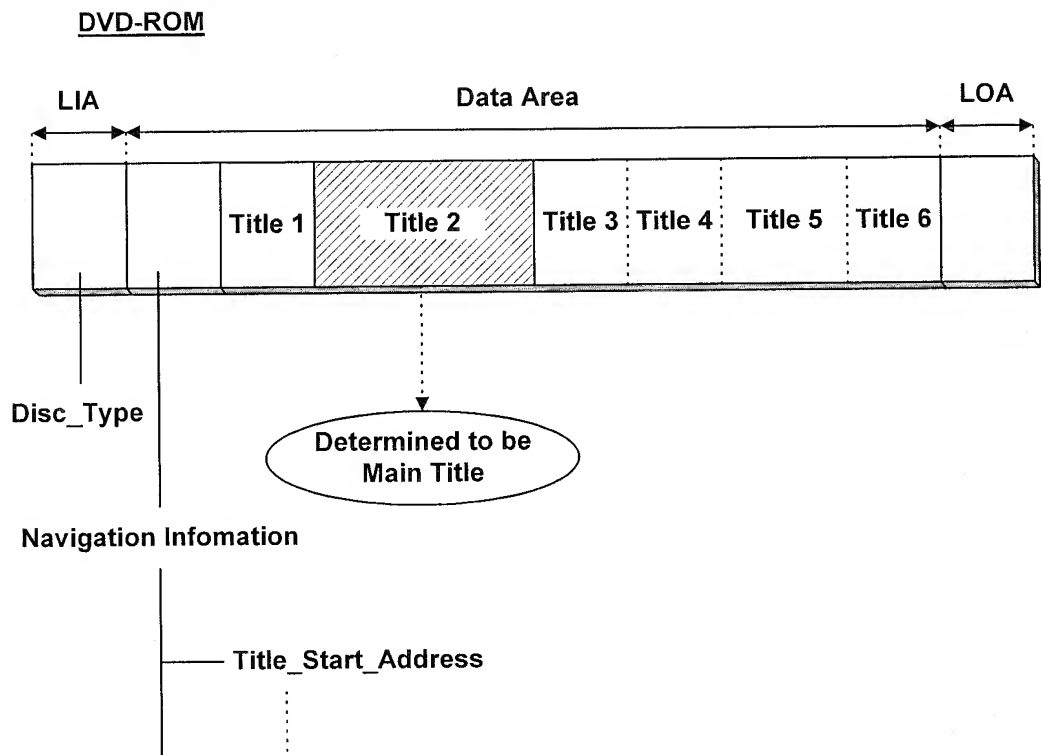 DVD-ROM
LIA
Data Area
LOA
Title 1
Title 2
Title 3
Title 4
Title 5
Title 6
Disc_Type
Determined to be
Main Title
Navigation Infomation
Title_Start_Address